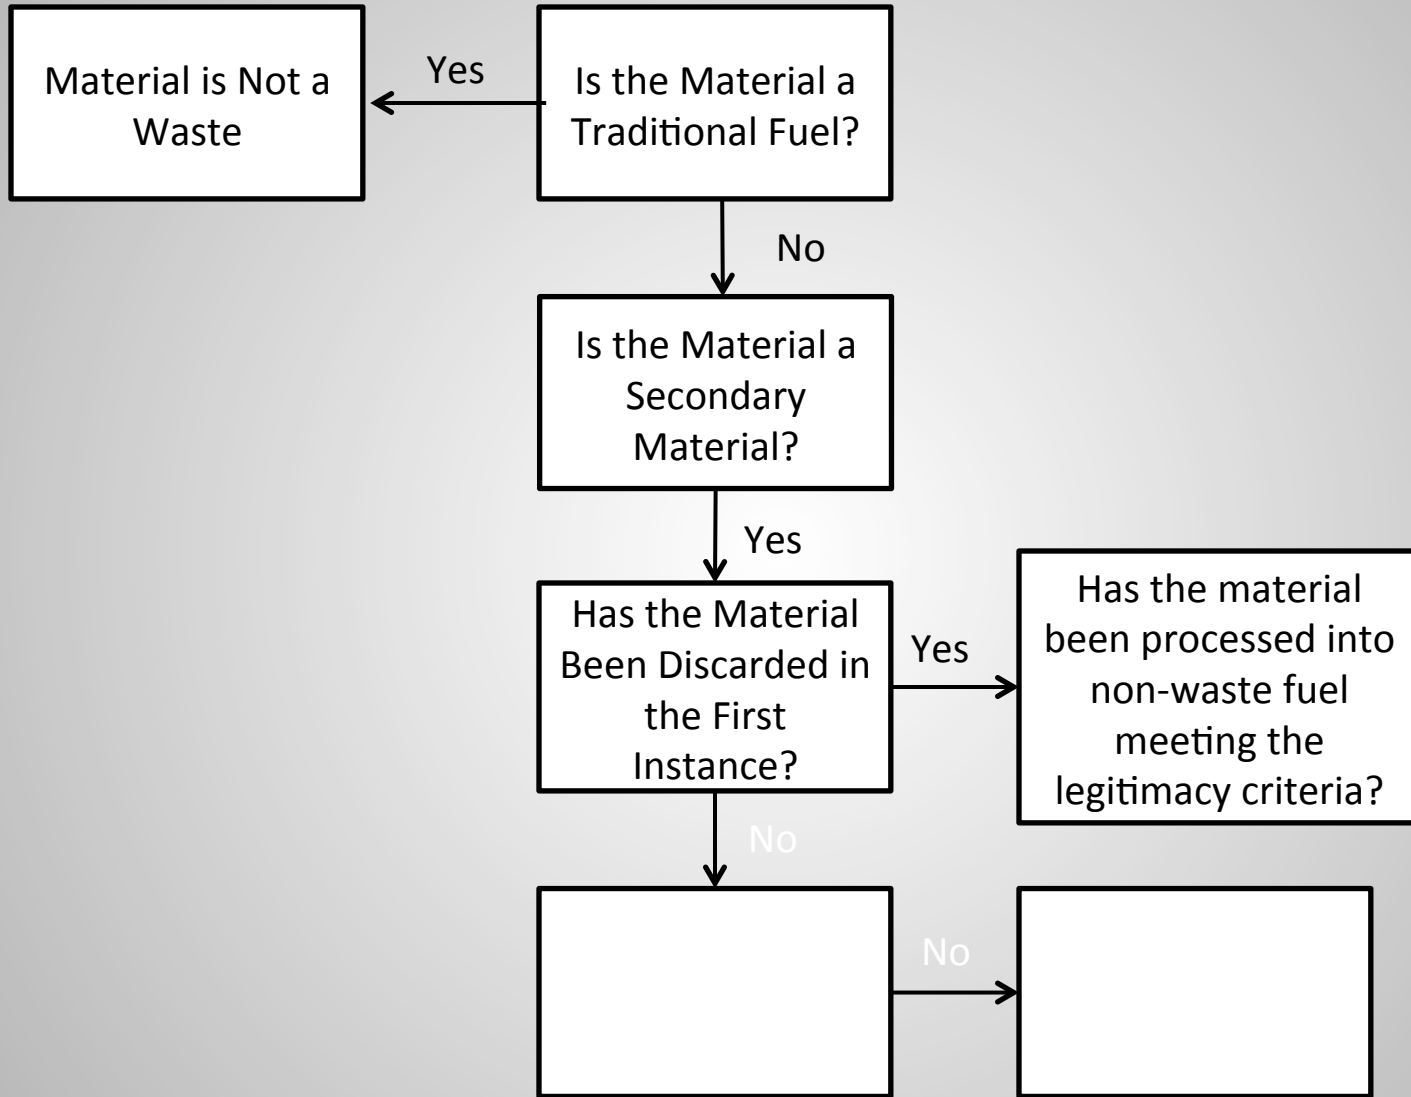 Material is Not a
Waste
Yes
Is the Material a
Traditional Fuel?
No
Is the Material a
Secondary
Material?
Yes
Has the Material
Been Discarded in
the First
Instance?
Yes
Has the material
been processed into
non-waste fuel
meeting the
legitimacy criteria?
No
No